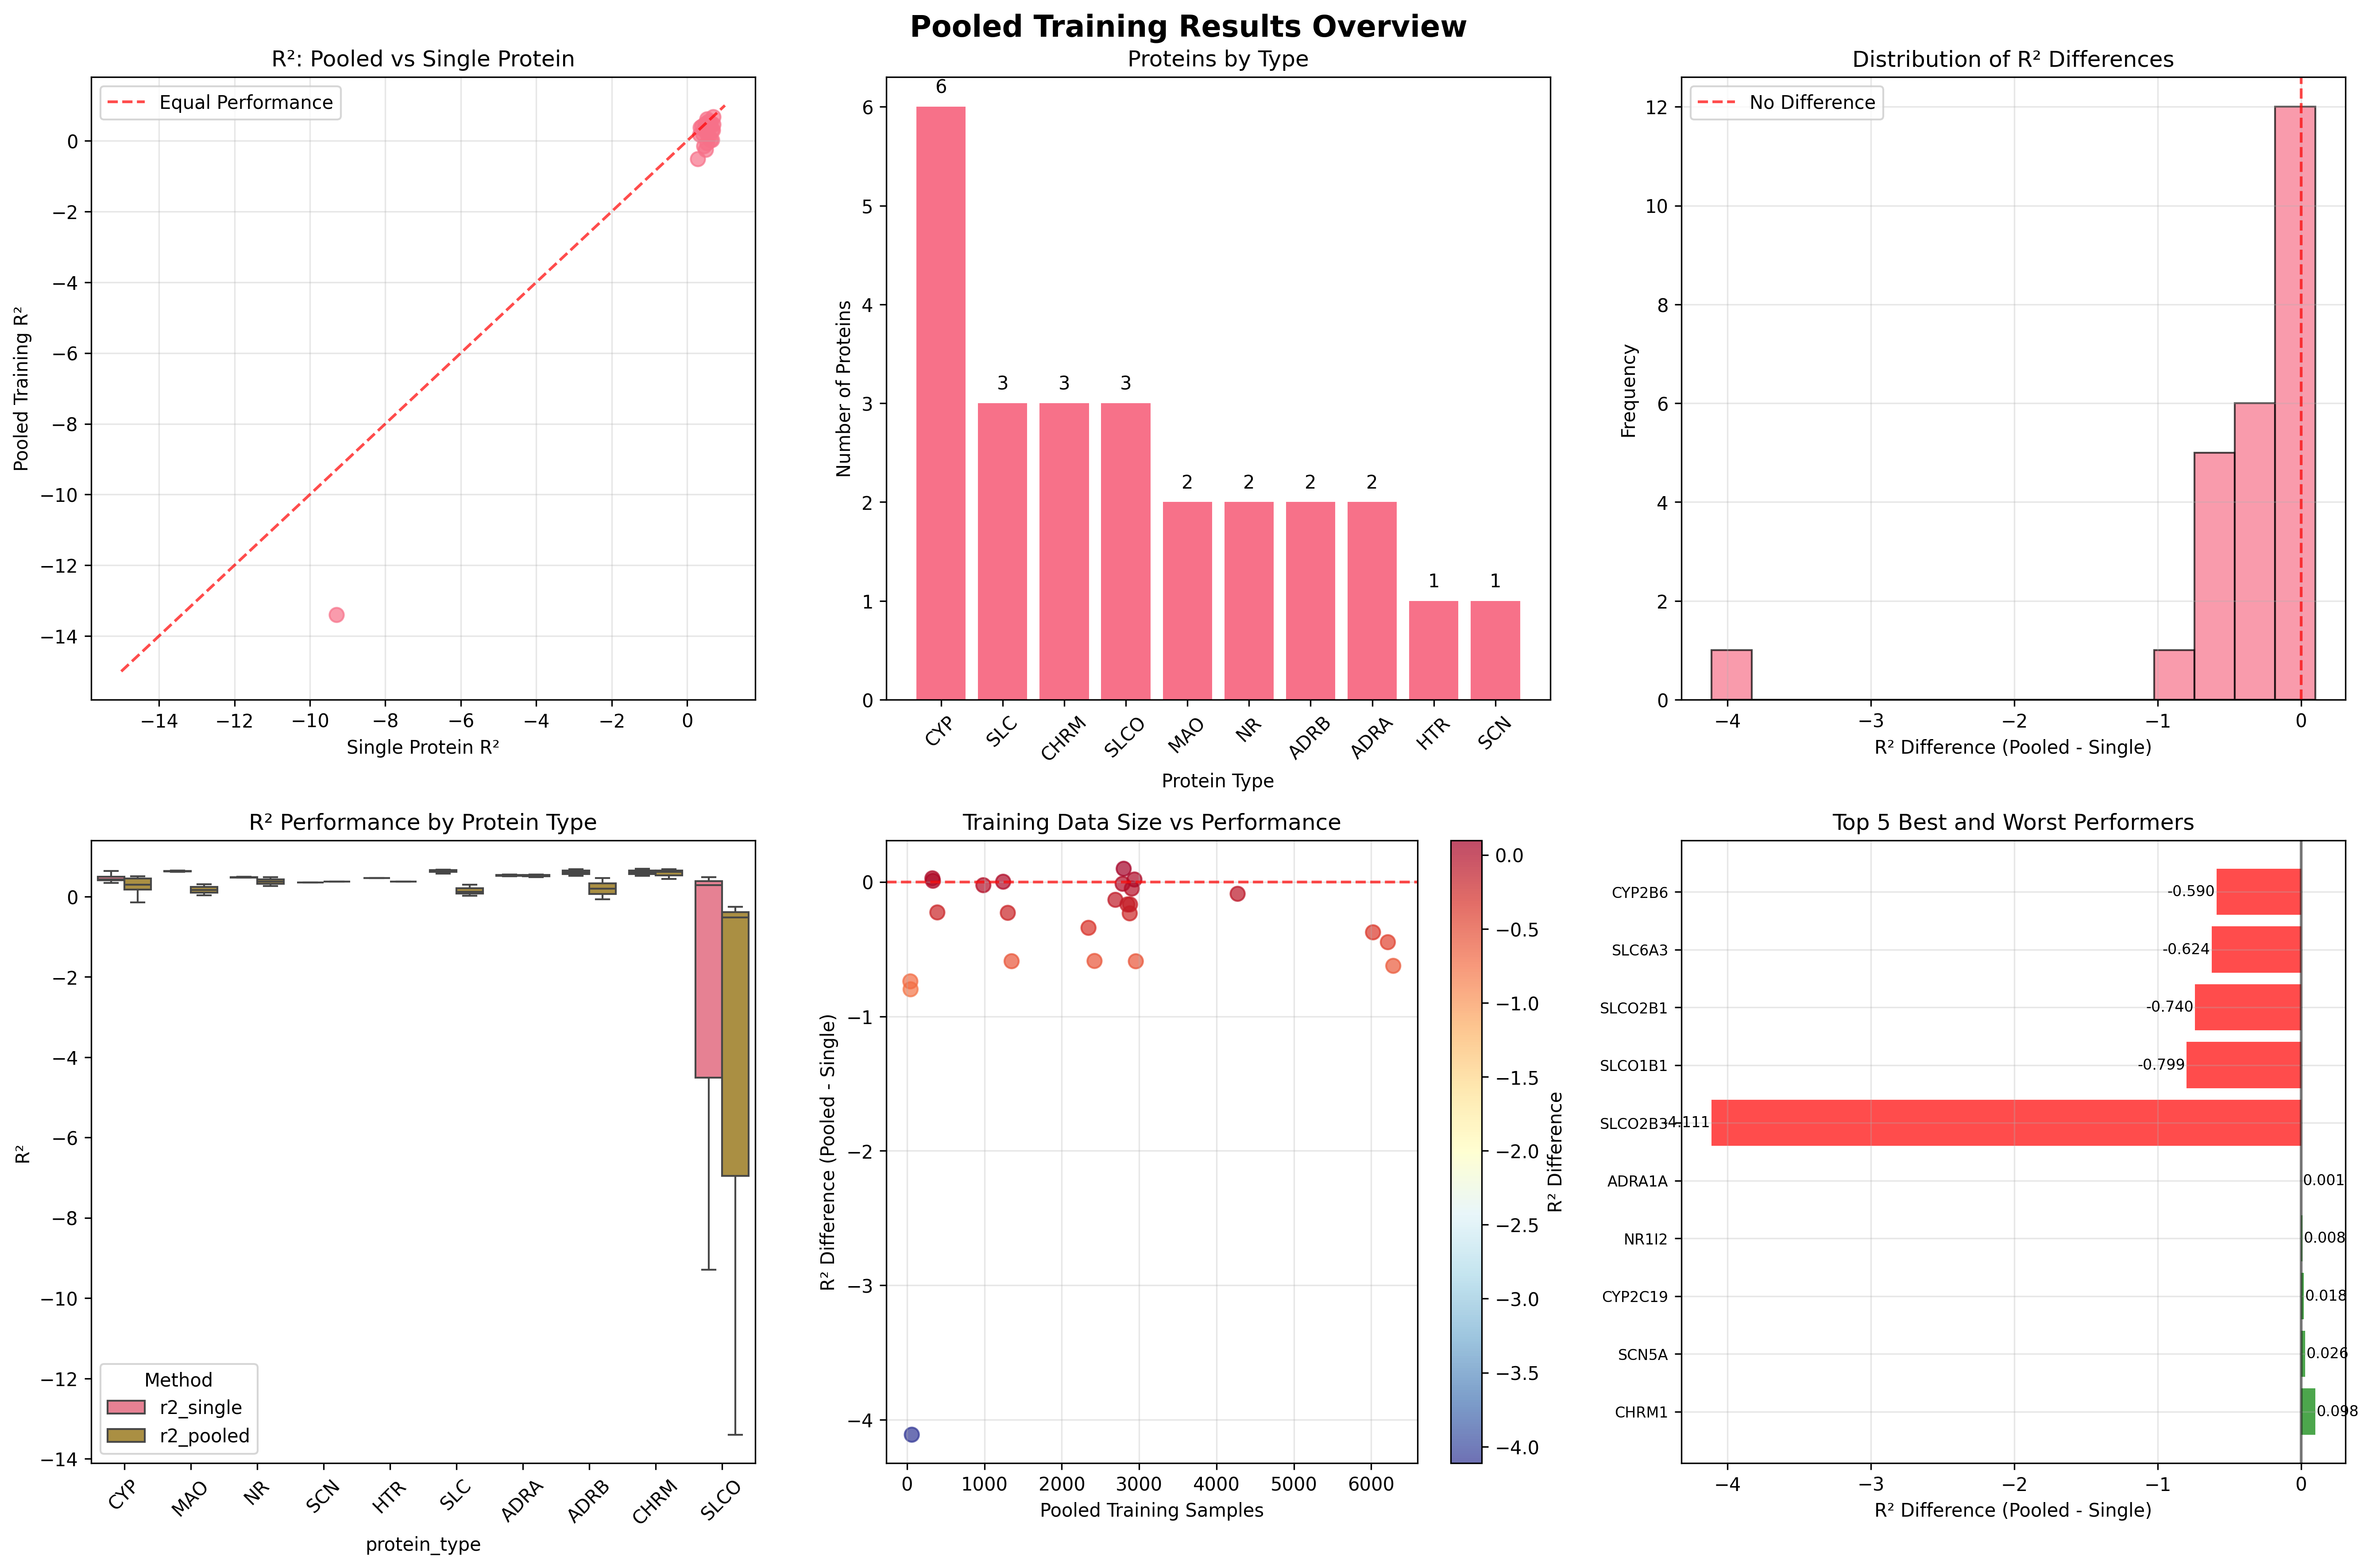 Pooled Training Results Overview
R²: Pooled vs Single Protein
Equal Performance
0
−2
−4
−6
−8
−10
−12
−14
Pooled Training R²
−14 −12 −10 −8 −6 −4 −2 0
Single Protein R²
Proteins by Type
6
5
4
3
2
1
0
Number of Proteins
6 3 3 3 2 2 2 2 1 1
CYP SLC CHRM SLCO MAO NR ADRB ADRA HTR SCN
Protein Type
Distribution of R² Differences
No Difference
12
10
8
6
4
2
0
Frequency
−4 −3 −2 −1 0
R² Difference (Pooled - Single)
R² Performance by Protein Type
0
−2
−4
−6
−8
−10
−12
−14
R²
Method
r2_single
r2_pooled
CYP MAO NR SCN HTR SLC ADRA ADRB CHRM SLCO
protein_type
Training Data Size vs Performance
0
−1
−2
−3
−4
R² Difference (Pooled - Single)
0 1000 2000 3000 4000 5000 6000
Pooled Training Samples
0.0
−0.5
−1.0
−1.5
−2.0
−2.5
−3.0
−3.5
−4.0
R² Difference
Top 5 Best and Worst Performers
CYP2B6 -0.590
SLC6A3 -0.624
SLCO2B1 -0.740
SLCO1B1 -0.799
SLCO2B3 -4.111
ADRA1A 0.001
NR1I2 0.008
CYP2C19 0.018
SCN5A 0.026
CHRM1 0.098
−4 −3 −2 −1 0
R² Difference (Pooled - Single)